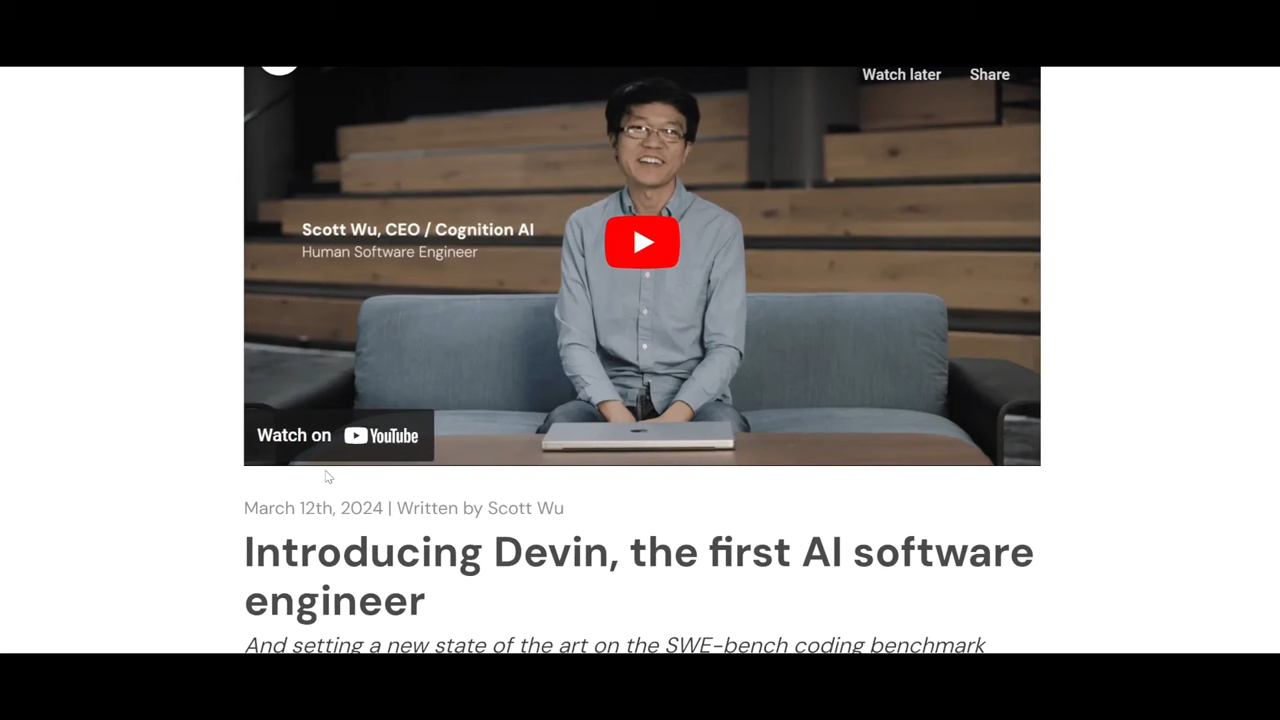 Watch later Share
Scott Wu, CEO / Cognition AI
Human Software Engineer
Watch on YouTube
March 12th, 2024 | Written by Scott Wu
Introducing Devin, the first AI software
engineer
And setting a new state of the art on the SWE-bench coding benchmark